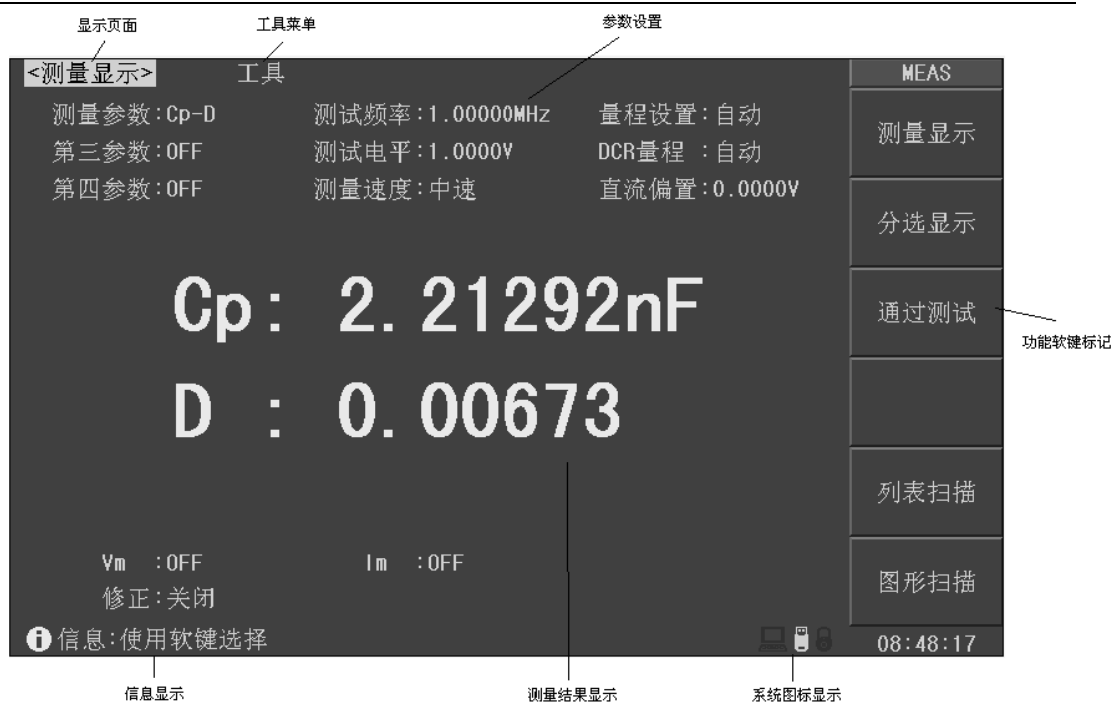 显示页面 工具菜单 参数设置
<测量显示> 工具 MEAS
测量参数:Cp-D 测试频率:1.00000MHz 量程设置:自动
第三参数:OFF 测试电平:1.0000V DCR量程 :自动
第四参数:OFF 测量速度:中速 直流偏置:0.0000V
测量显示
分选显示
Cp: 2.21292nF
通过测试
功能软键标记
D : 0.00673
列表扫描
Vm :OFF Im :OFF
图形扫描
修正:关闭
信息:使用软键选择 08:48:17
信息显示 测量结果显示 系统图标显示